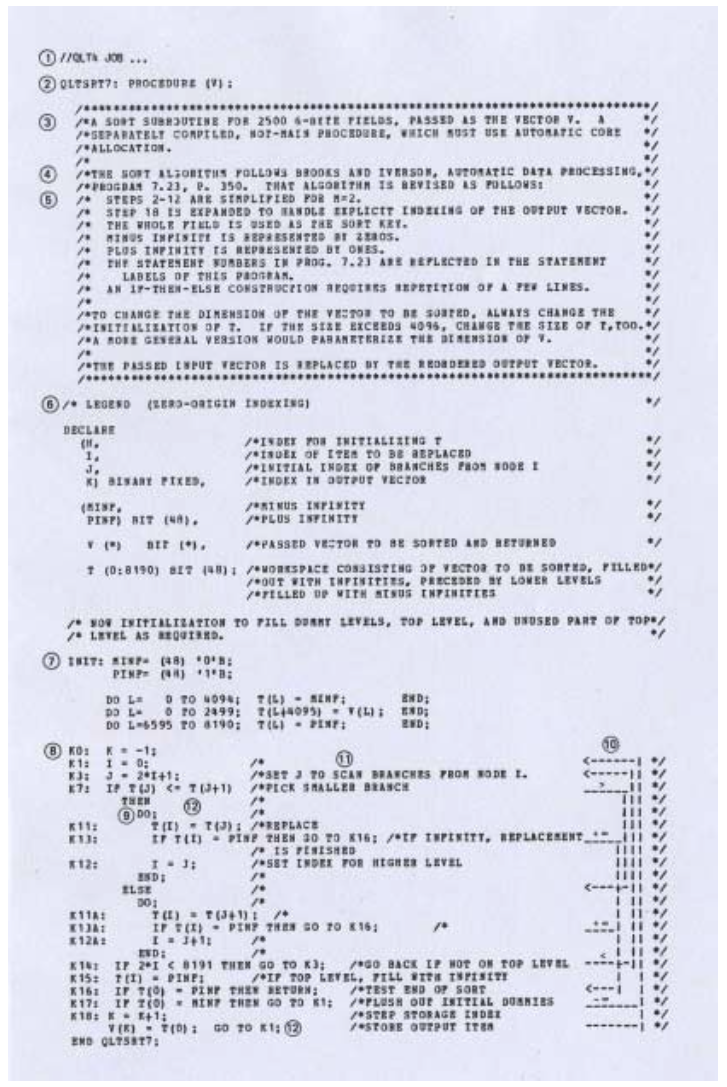 ① //QLT4 JOB ...
② QLTSRT7: PROCEDURE (V);
/***********************************************************************/
③ /*A SORT SUBROUTINE FOR 2500 6-BYTE FIELDS, PASSED AS THE VECTOR V. A */
/*SEPARATELY COMPILED, NOT-MAIN PROCEDURE, WHICH MUST USE AUTOMATIC CORE */
/*ALLOCATION. */
/* */
④ /*THE SORT ALGORITHM FOLLOWS BROOKS AND IVERSON, AUTOMATIC DATA PROCESSING,*/
/*PROGRAM 7.23, P. 350. THAT ALGORITHM IS REVISED AS FOLLOWS: */
⑤ /* STEPS 2-12 ARE SIMPLIFIED FOR M=2. */
/* STEP 18 IS EXPANDED TO HANDLE EXPLICIT INDEXING OF THE OUTPUT VECTOR. */
/* THE WHOLE FIELD IS USED AS THE SORT KEY. */
/* MINUS INFINITY IS REPRESENTED BY ZEROS. */
/* PLUS INFINITY IS REPRESENTED BY ONES. */
/* THE STATEMENT NUMBERS IN PROG. 7.23 ARE REFLECTED IN THE STATEMENT */
/* LABELS OF THIS PROGRAM. */
/* AN IF-THEN-ELSE CONSTRUCTION REQUIRES REPETITION OF A FEW LINES. */
/* */
/*TO CHANGE THE DIMENSION OF THE VECTOR TO BE SORTED, ALWAYS CHANGE THE */
/*INITIALIZATION OF T. IF THE SIZE EXCEEDS 4096, CHANGE THE SIZE OF T,TOO.*/
/*A MORE GENERAL VERSION WOULD PARAMETERIZE THE DIMENSION OF V. */
/* */
/*THE PASSED INPUT VECTOR IS REPLACED BY THE REORDERED OUTPUT VECTOR. */
/***********************************************************************/
⑥ /* LEGEND (ZERO-ORIGIN INDEXING) */
DECLARE
(H, /*INDEX FOR INITIALIZING T */
I, /*INDEX OF ITEM TO BE REPLACED */
J, /*INITIAL INDEX OF BRANCHES FROM NODE I */
K) BINARY FIXED, /*INDEX IN OUTPUT VECTOR */
(MINF, /*MINUS INFINITY */
PINF) BIT (48), /*PLUS INFINITY */
V (*) BIT (*), /*PASSED VECTOR TO BE SORTED AND RETURNED */
T (0:8190) BIT (48); /*WORKSPACE CONSISTING OF VECTOR TO BE SORTED, FILLED*/
/*OUT WITH INFINITIES, PRECEDED BY LOWER LEVELS */
/*FILLED UP WITH MINUS INFINITIES */
/* NOW INITIALIZATION TO FILL DUMMY LEVELS, TOP LEVEL, AND UNUSED PART OF TOP*/
/* LEVEL AS REQUIRED. */
⑦ INIT: MINF= (48) '0'B;
PINF= (48) '1'B;
DO L= 0 TO 4094; T(L) = MINF; END;
DO L= 0 TO 2499; T(L+4095) = V(L); END;
DO L=6595 TO 8190; T(L) = PINF; END;
⑧ K0: K = -1; ⑩
K1: I = 0; /* ⑪ <------| */
K3: J = 2*I+1; /*SET J TO SCAN BRANCHES FROM NODE I. <-----| | */
K7: IF T(J) <= T(J+1) /*PICK SMALLER BRANCH __>__ || */
THEN /* ||| */
⑨ DO; ⑫ /* ||| */
K11: T(I) = T(J); /*REPLACE ||| */
K13: IF T(I) = PINF THEN GO TO K16; /*IF INFINITY, REPLACEMENT__+=__||| */
/* IS FINISHED |||| */
K12: I = J; /*SET INDEX FOR HIGHER LEVEL |||| */
END; /* |||| */
ELSE /* <---+-|| */
DO; /* | || */
K11A: T(I) = T(J+1); /* | || */
K13A: IF T(I) = PINF THEN GO TO K16; /* __+=__| || */
K12A: I = J+1; /* | || */
END; /* | || */
K14: IF 2*I < 8191 THEN GO TO K3; /*GO BACK IF NOT ON TOP LEVEL __<__+-| | */
K15: T(I) = PINF; /*IF TOP LEVEL, FILL WITH INFINITY | | */
K16: IF T(0) = PINF THEN RETURN; /*TEST END OF SORT <---| | */
K17: IF T(0) = MINF THEN GO TO K1; /*FLUSH OUT INITIAL DUMMIES __-=__| */
K18: K = K+1; /*STEP STORAGE INDEX | */
V(K) = T(0); GO TO K1; ⑫ /*STORE OUTPUT ITEM -------| */
END QLTSRT7;